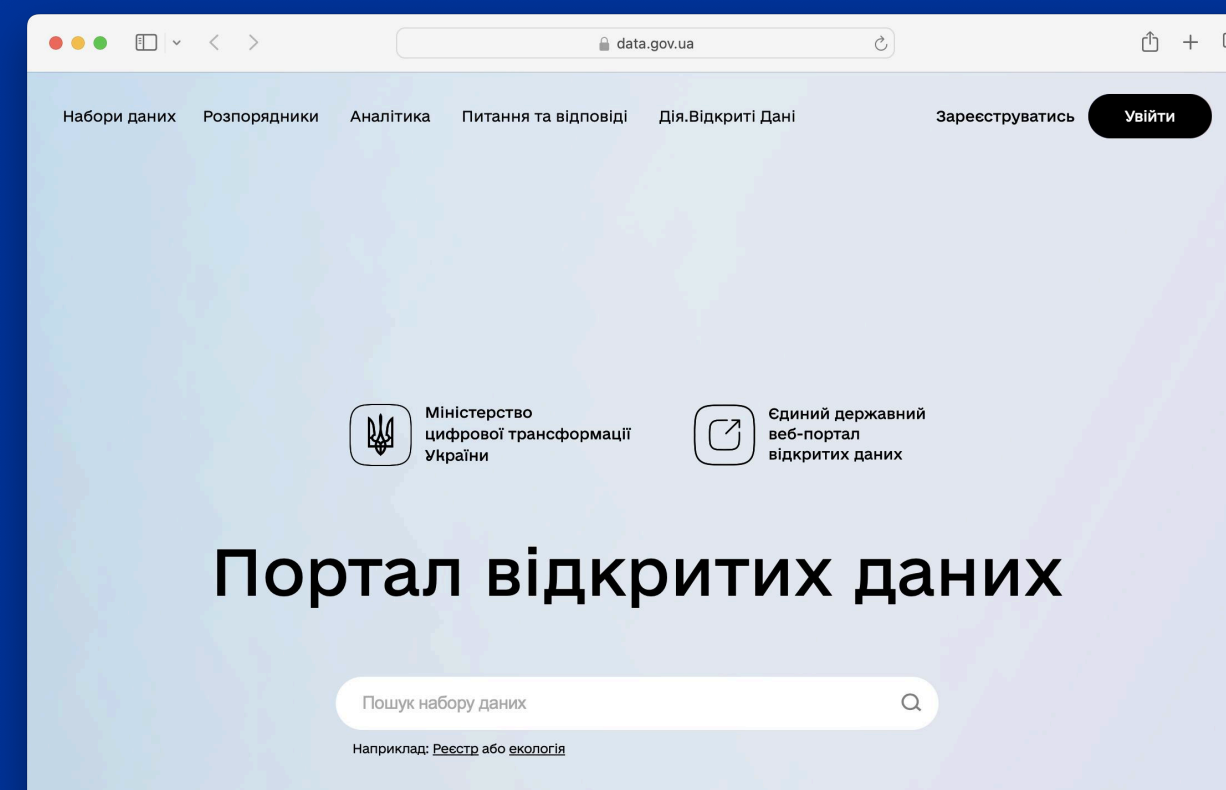 data.gov.ua
Набори даних Розпорядники Аналітика Питання та відповіді Дія.Відкриті Дані Зареєструватись Увійти
Міністерство
цифрової трансформації
України
Єдиний державний
веб-портал
відкритих даних
Портал відкритих даних
Пошук набору даних
Наприклад: Реєстр або екологія